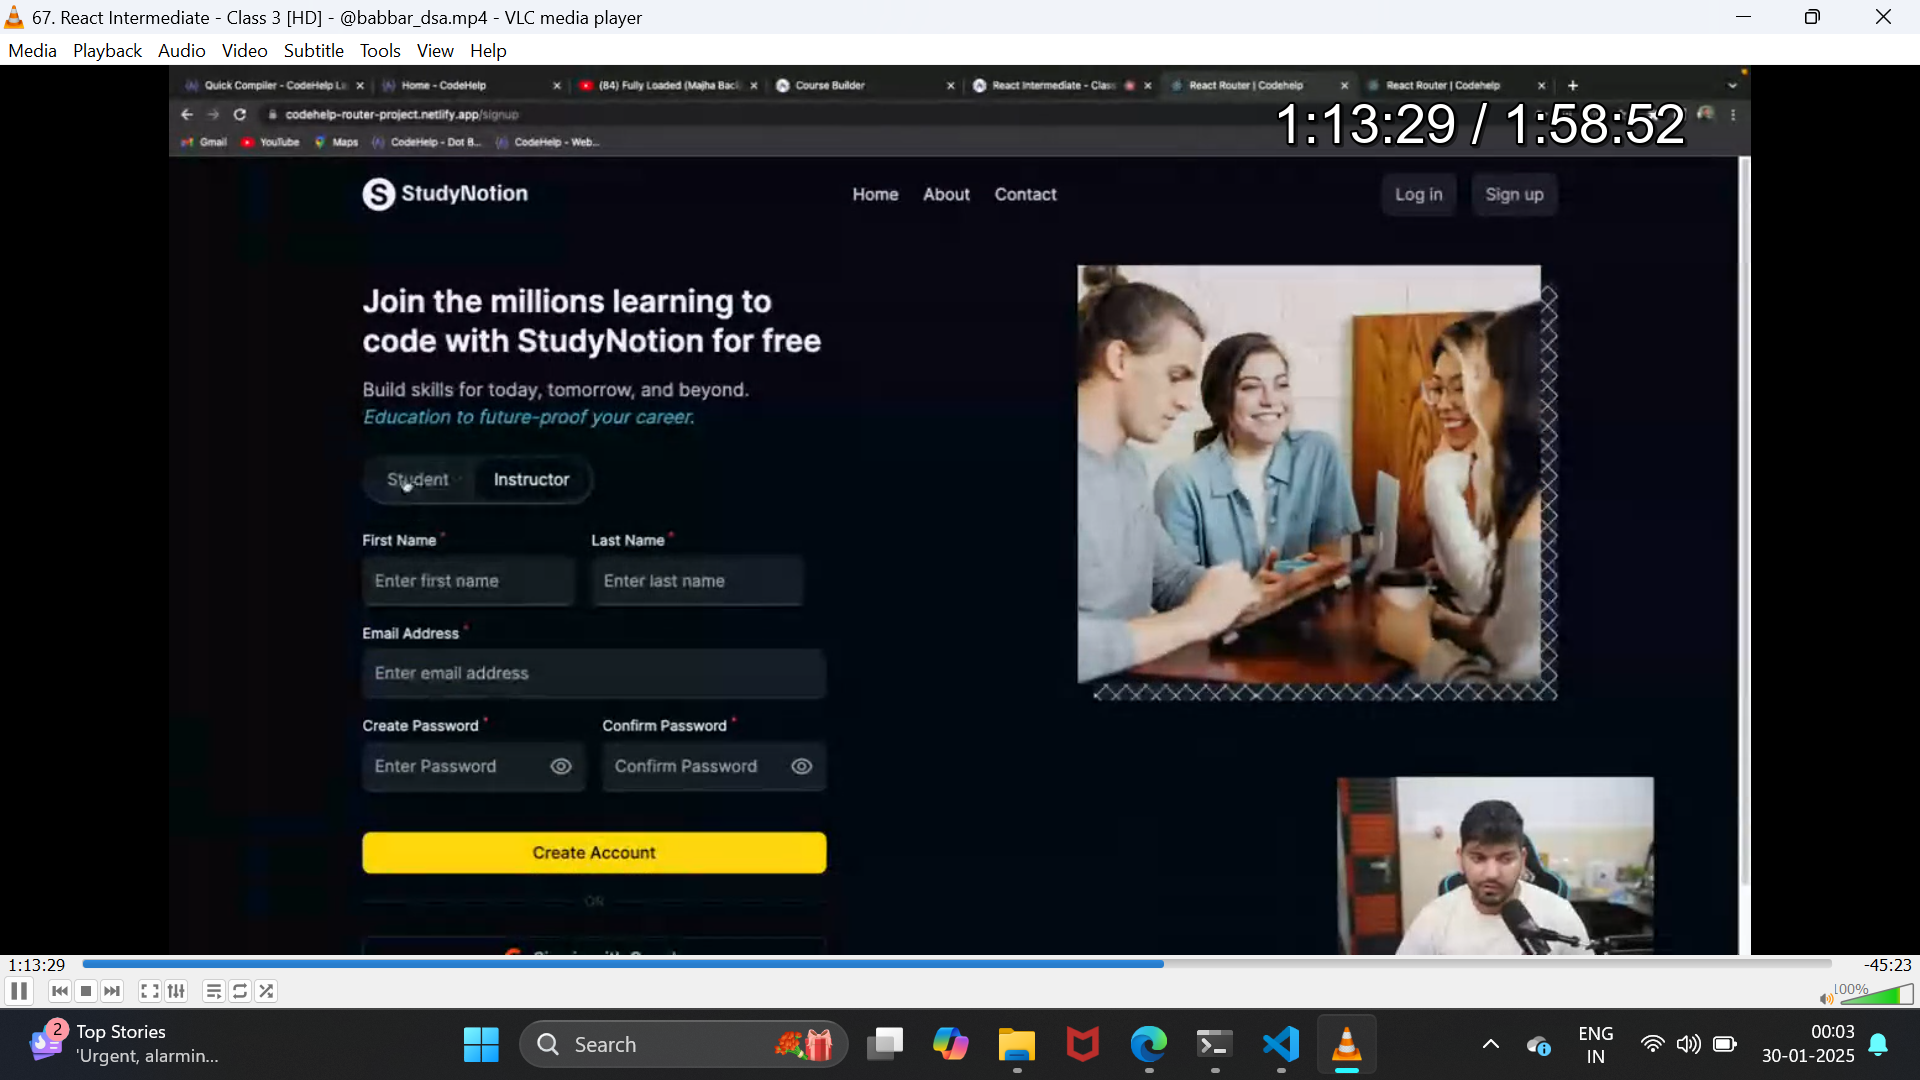 67. React Intermediate - Class 3 [HD] - @babbar_dsa.mp4 - VLC media player
Media Playback Audio Video Subtitle Tools View Help
Quick Compiler - CodeHelp Home - CodeHelp (84) Fully Loaded (Majha Course Builder React Intermediate - Class React Router | Codehelp React Router | Codehelp
codehelp-router-project.netlify.app/signup
1:13:29 / 1:58:52
Gmail YouTube Maps CodeHelp - Dot B... CodeHelp - Web...
StudyNotion Home About Contact Log in Sign up
Join the millions learning to
code with StudyNotion for free
Build skills for today, tomorrow, and beyond.
Education to future-proof your career.
Student Instructor
First Name * Last Name *
Enter first name Enter last name
Email Address *
Enter email address
Create Password * Confirm Password *
Enter Password Confirm Password
Create Account
OR
1:13:29 -45:23
100%
2 Top Stories
'Urgent, alarmin...
Search
ENG
IN
00:03
30-01-2025